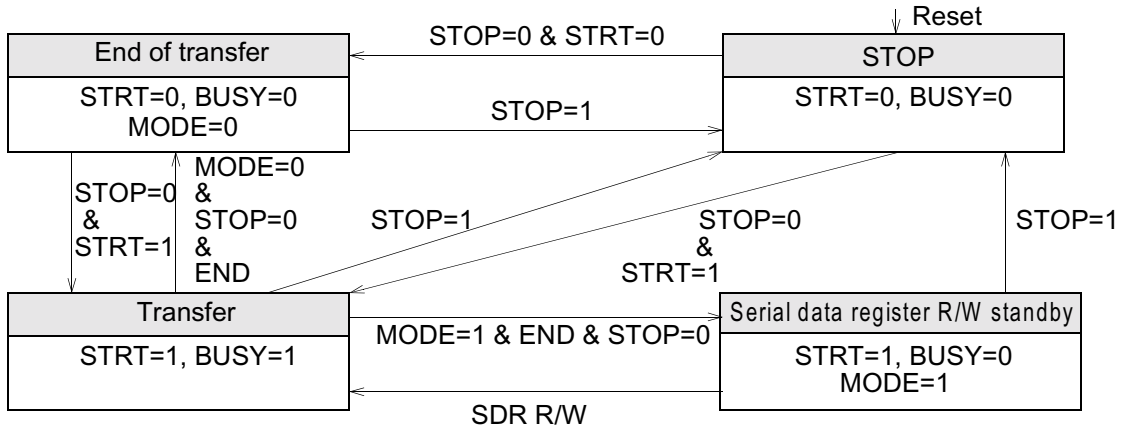 Reset
End of transfer
STRT=0, BUSY=0
MODE=0
STOP=0 & STRT=0
STOP
STRT=0, BUSY=0
STOP=1
STOP=0
&
STRT=1
MODE=0
&
STOP=0
&
END
STOP=1
STOP=0
&
STRT=1
STOP=1
Transfer
STRT=1, BUSY=1
MODE=1 & END & STOP=0
Serial data register R/W standby
STRT=1, BUSY=0
MODE=1
SDR R/W